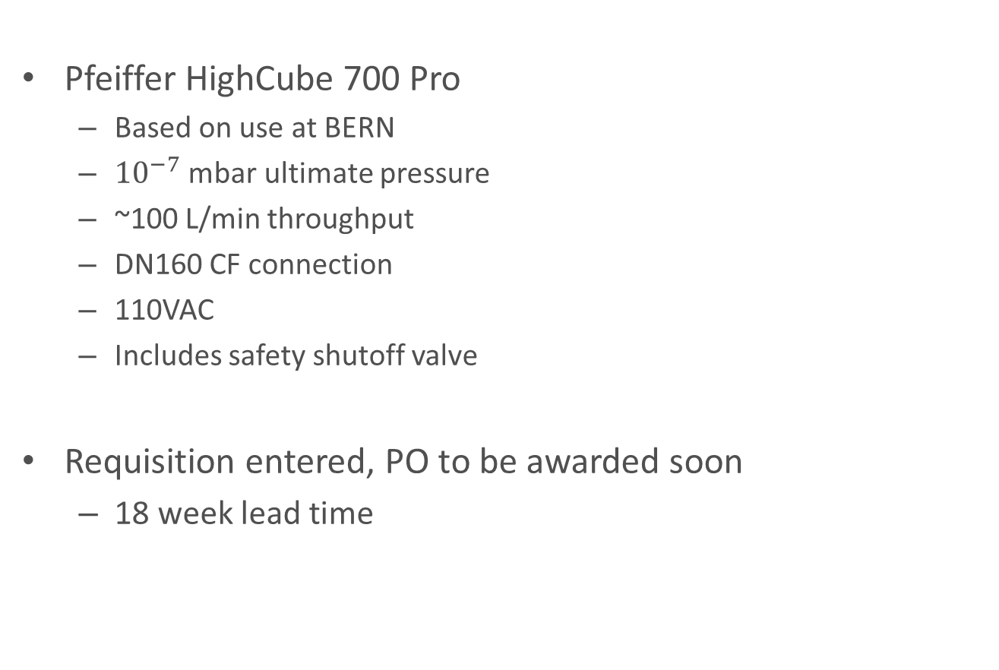 • Pfeiffer HighCube 700 Pro
– Based on use at BERN
– 10⁻⁷ mbar ultimate pressure
– ~100 L/min throughput
– DN160 CF connection
– 110VAC
– Includes safety shutoff valve
• Requisition entered, PO to be awarded soon
– 18 week lead time